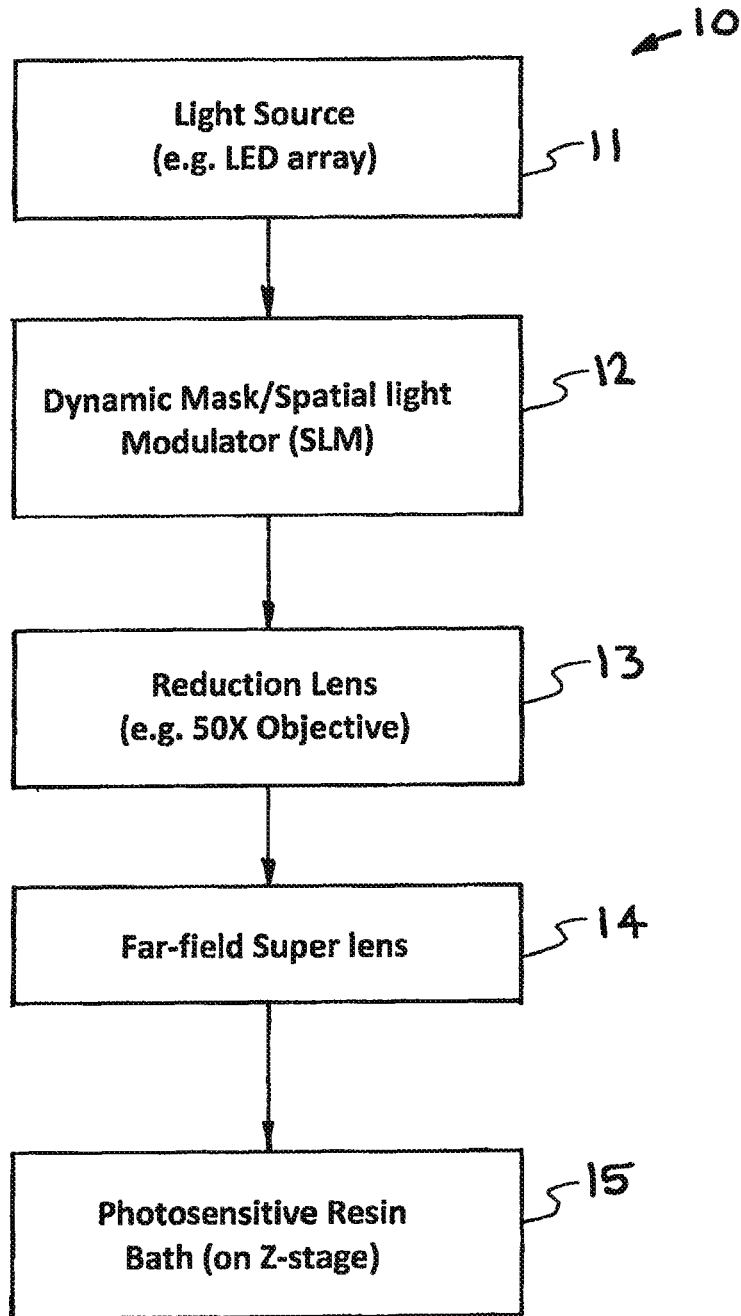 10
Light Source
(e.g. LED array)
11
Dynamic Mask/Spatial light
Modulator (SLM)
12
Reduction Lens
(e.g. 50X Objective)
13
Far-field Super lens
14
Photosensitive Resin
Bath (on Z-stage)
15